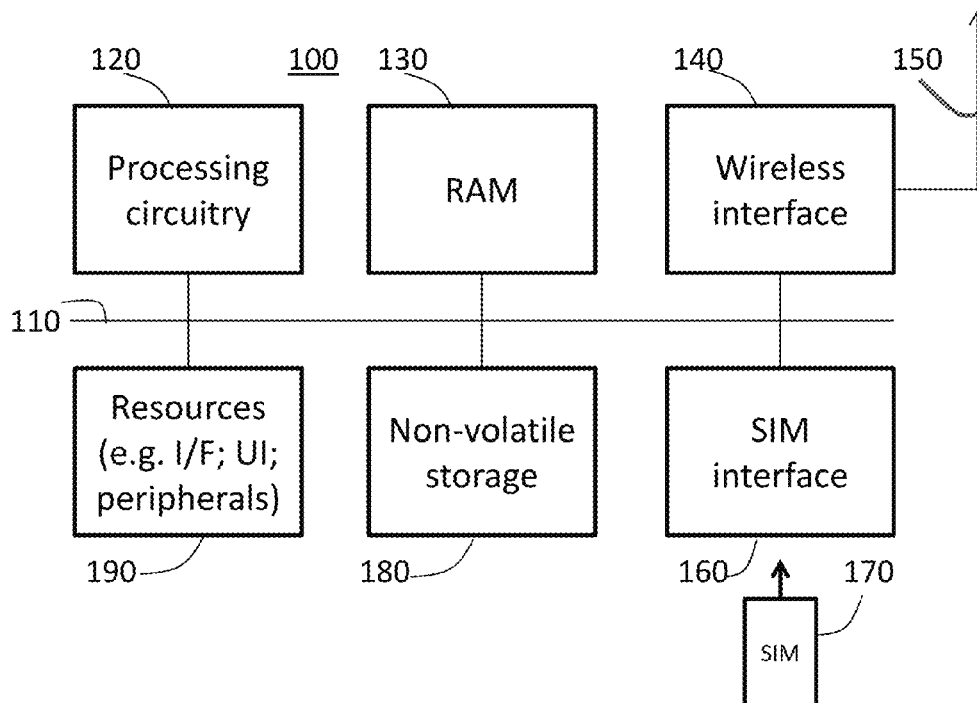 120
100
130
140
150
Processing
circuitry
RAM
Wireless
interface
110
Resources
(e.g. I/F; UI;
peripherals)
Non-volatile
storage
SIM
interface
190
180
160
170
SIM